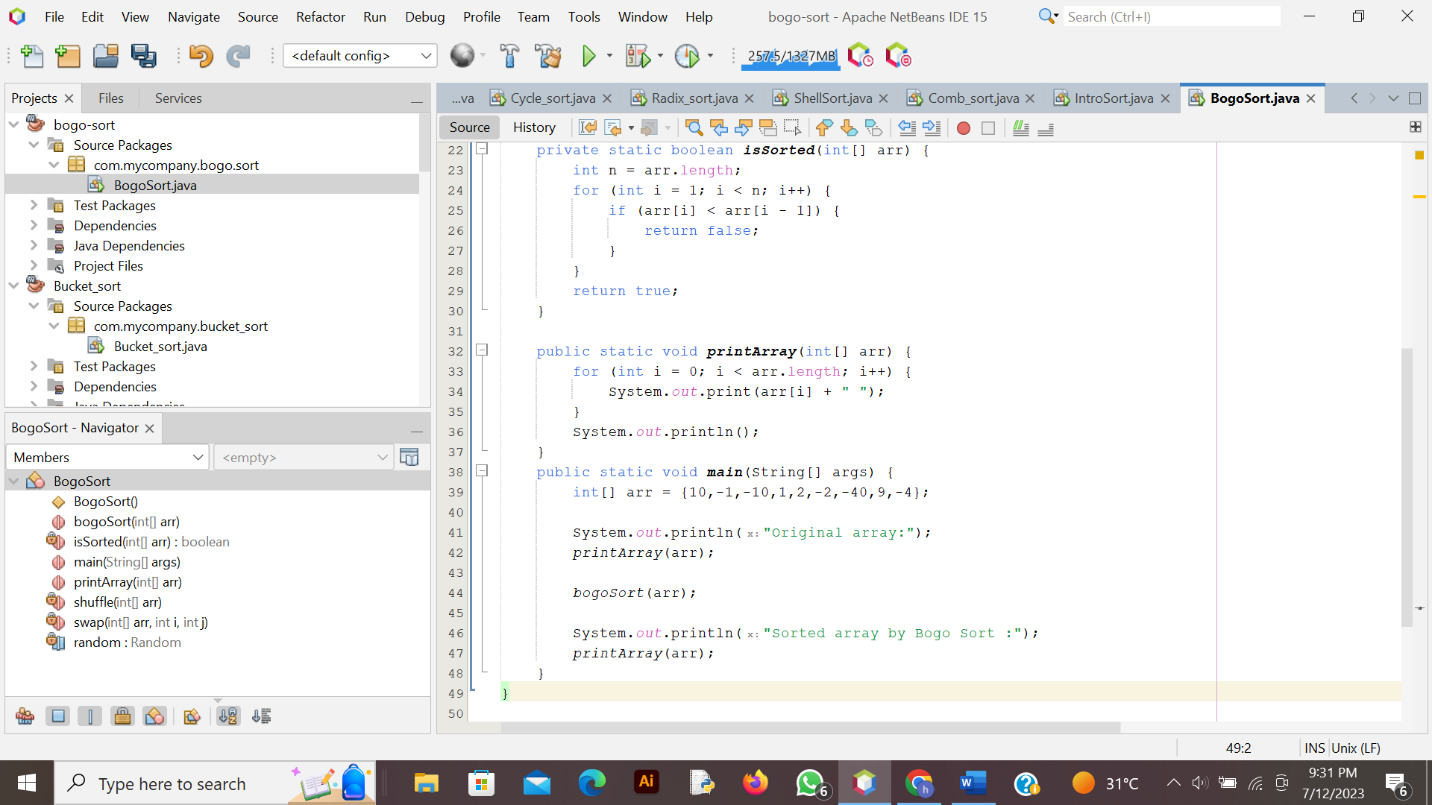 File Edit View Navigate Source Refactor Run Debug Profile Team Tools Window Help bogo-sort - Apache NetBeans IDE 15 Search (Ctrl+I)
<default config> 257.5/1327MB
Projects Files Services
...va Cycle_sort.java Radix_sort.java ShellSort.java Comb_sort.java IntroSort.java BogoSort.java
Source History
bogo-sort
Source Packages
com.mycompany.bogo.sort
BogoSort.java
Test Packages
Dependencies
Java Dependencies
Project Files
Bucket_sort
Source Packages
com.mycompany.bucket_sort
Bucket_sort.java
Test Packages
Dependencies
Java Dependencies
BogoSort - Navigator
Members <empty>
BogoSort
BogoSort()
bogoSort(int[] arr)
isSorted(int[] arr) : boolean
main(String[] args)
printArray(int[] arr)
shuffle(int[] arr)
swap(int[] arr, int i, int j)
random : Random
22 private static boolean isSorted(int[] arr) {
23 int n = arr.length;
24 for (int i = 1; i < n; i++) {
25 if (arr[i] < arr[i - 1]) {
26 return false;
27 }
28 }
29 return true;
30 }
31
32 public static void printArray(int[] arr) {
33 for (int i = 0; i < arr.length; i++) {
34 System.out.print(arr[i] + " ");
35 }
36 System.out.println();
37 }
38 public static void main(String[] args) {
39 int[] arr = {10,-1,-10,1,2,-2,-40,9,-4};
40
41 System.out.println( x: "Original array:");
42 printArray(arr);
43
44 bogoSort(arr);
45
46 System.out.println( x: "Sorted array by Bogo Sort :");
47 printArray(arr);
48 }
49 }
50
49:2 INS Unix (LF)
Type here to search Ai 6 31°C 9:31 PM
7/12/2023 6